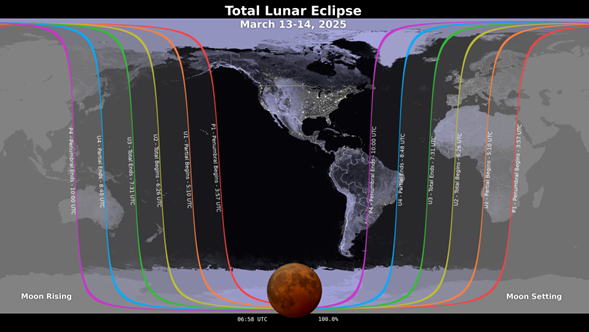 Total Lunar Eclipse
March 13-14, 2025
P4 - Penumbral Ends - 10:00 UTC
U4 - Partial Ends - 8:48 UTC
U3 - Total Ends - 7:31 UTC
U2 - Total Begins - 6:26 UTC
U1 - Partial Begins - 5:10 UTC
P1 - Penumbral Begins - 3:57 UTC
P4 - Penumbral Ends - 10:00 UTC
U4 - Partial Ends - 8:48 UTC
U3 - Total Ends - 7:31 UTC
U2 - Total Begins - 6:26 UTC
U1 - Partial Begins - 5:10 UTC
P1 - Penumbral Begins - 3:57 UTC
Moon Rising
Moon Setting
06:58 UTC
100.0%